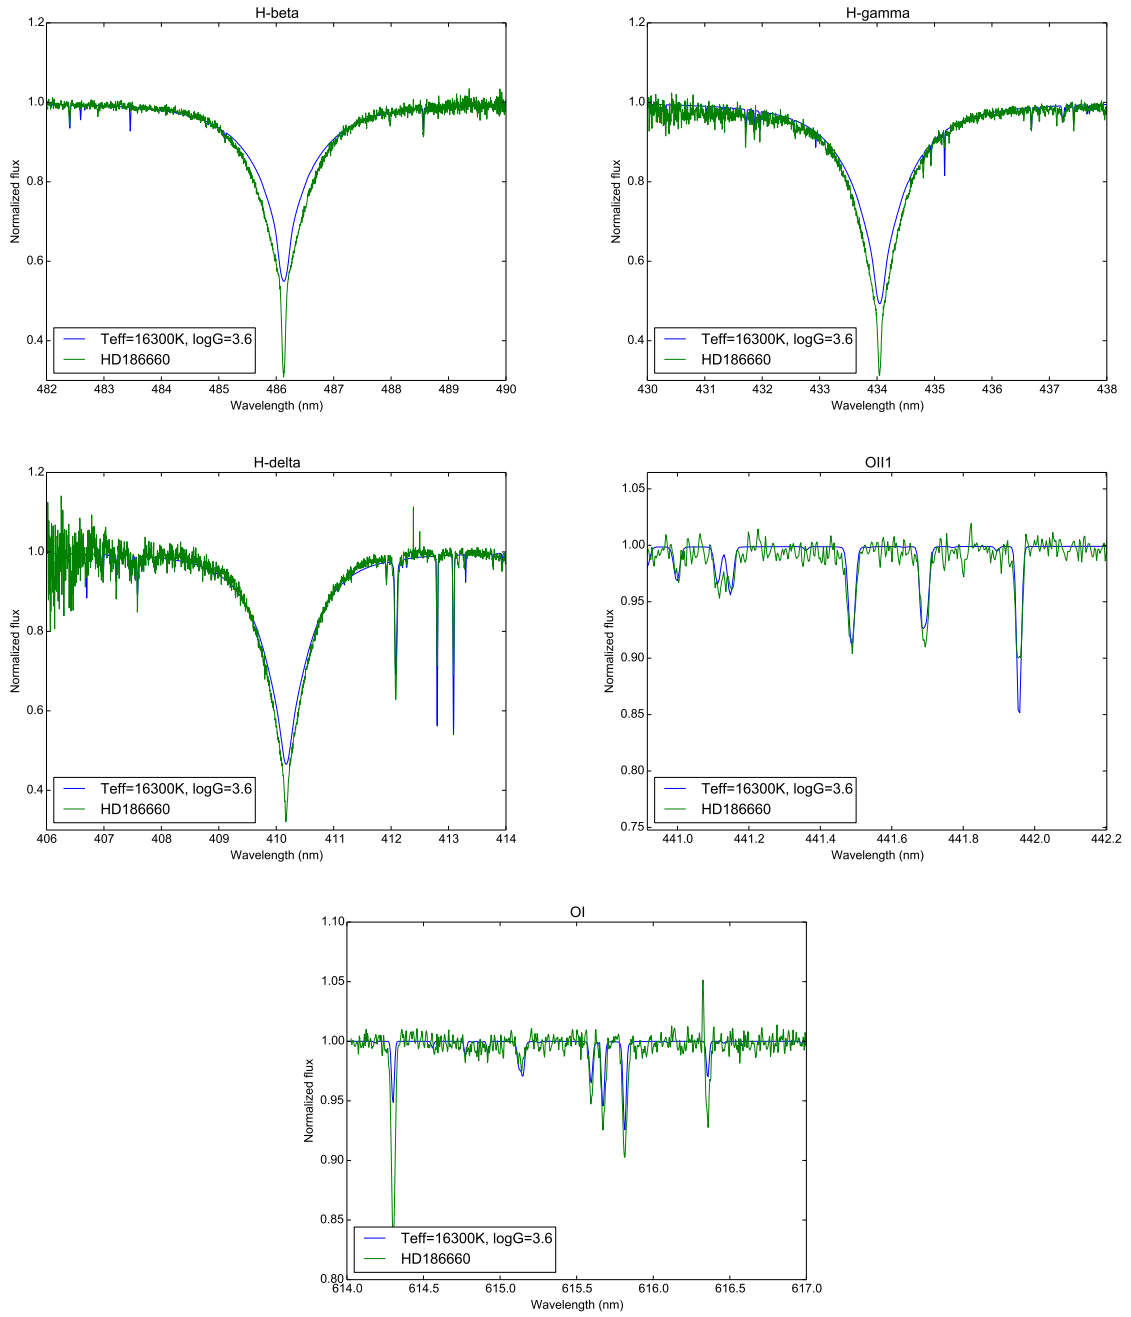 H-beta
1.2
1.0
0.8
0.6
0.4
Normalized flux
Teff=16300K, logG=3.6
HD186660
482 483 484 485 486 487 488 489 490
Wavelength (nm)
H-gamma
1.2
1.0
0.8
0.6
0.4
Normalized flux
Teff=16300K, logG=3.6
HD186660
430 431 432 433 434 435 436 437 438
Wavelength (nm)
H-delta
1.2
1.0
0.8
0.6
0.4
Normalized flux
Teff=16300K, logG=3.6
HD186660
406 407 408 409 410 411 412 413 414
Wavelength (nm)
OII1
1.05
1.00
0.95
0.90
0.85
0.80
0.75
Normalized flux
Teff=16300K, logG=3.6
HD186660
441.0 441.2 441.4 441.6 441.8 442.0 442.2
Wavelength (nm)
OI
1.10
1.05
1.00
0.95
0.90
0.85
0.80
Normalized flux
Teff=16300K, logG=3.6
HD186660
614.0 614.5 615.0 615.5 616.0 616.5 617.0
Wavelength (nm)